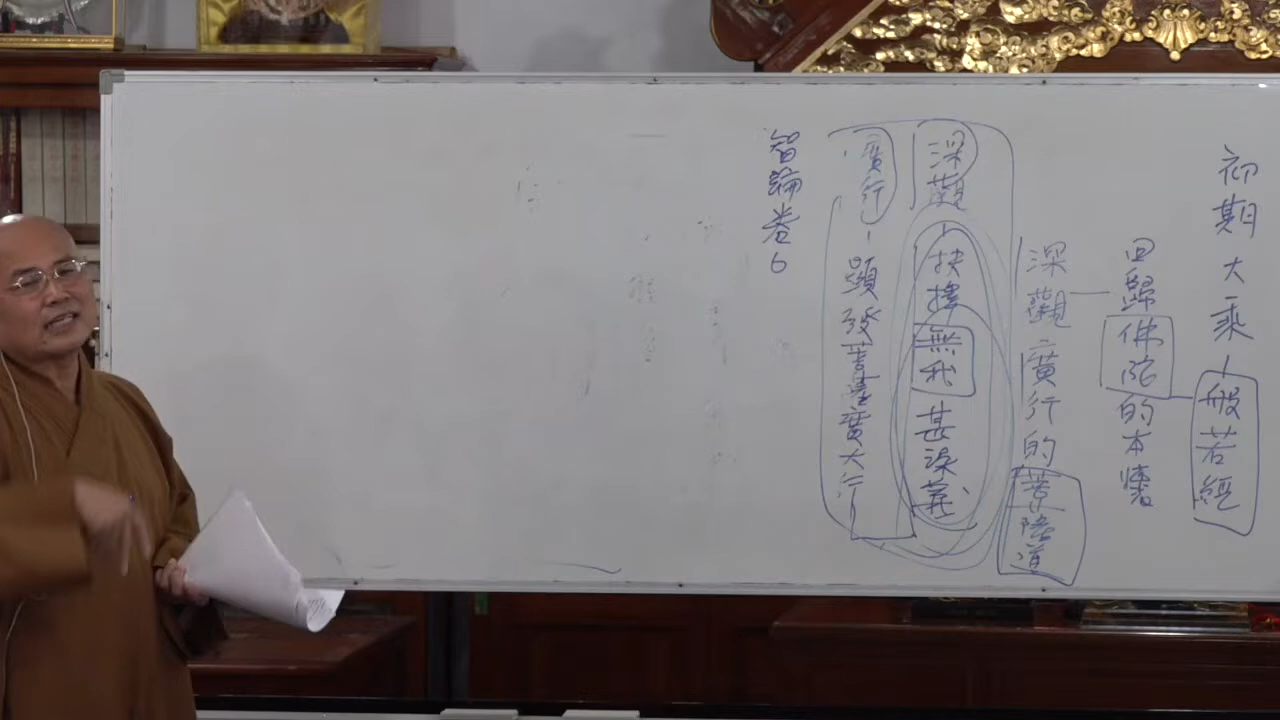 初期大乘-般若經
回歸佛陀的本懷
深觀廣行的菩薩道
深觀-抉擇無我甚深義
廣行-顯發菩薩廣大行
智論卷6